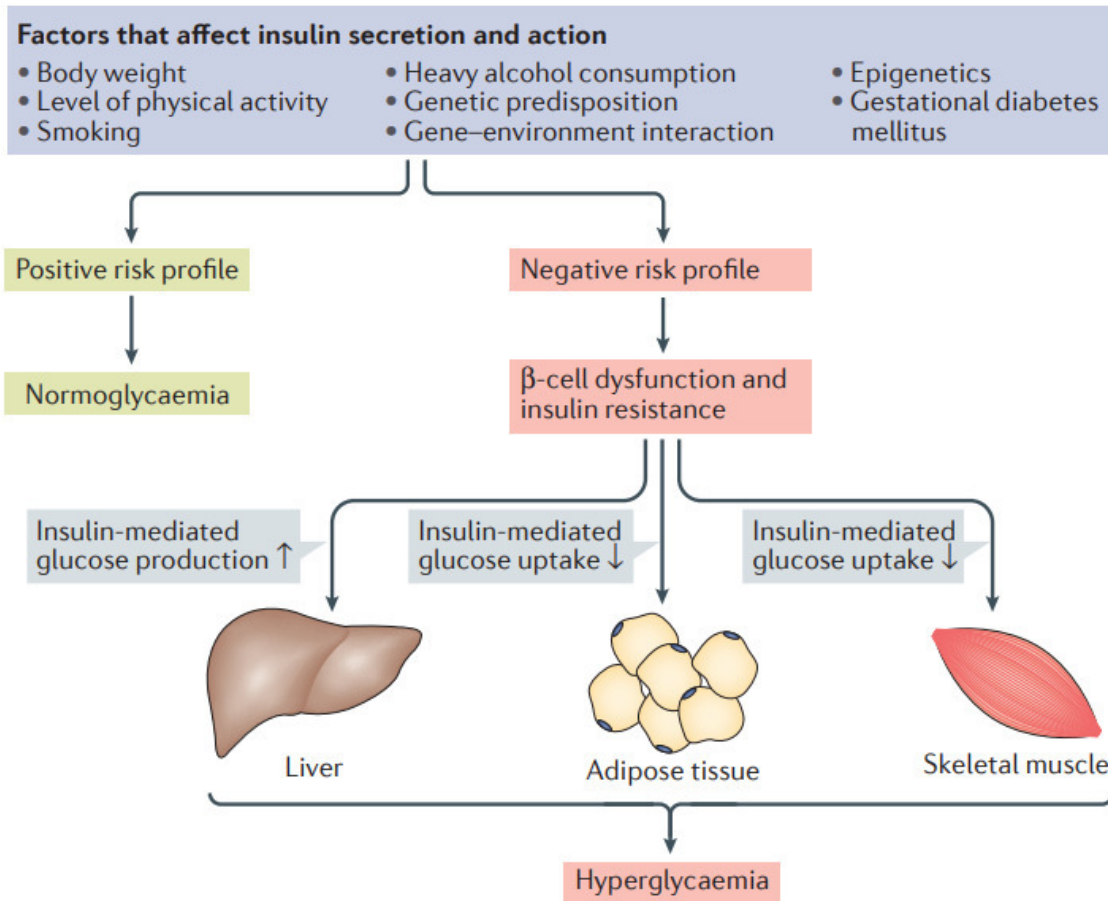 Factors that affect insulin secretion and action
• Body weight
• Level of physical activity
• Smoking
• Heavy alcohol consumption
• Genetic predisposition
• Gene–environment interaction
• Epigenetics
• Gestational diabetes
mellitus
Positive risk profile
Negative risk profile
Normoglycaemia
β-cell dysfunction and
insulin resistance
Insulin-mediated
glucose production ↑
Insulin-mediated
glucose uptake ↓
Insulin-mediated
glucose uptake ↓
Liver
Adipose tissue
Skeletal muscle
Hyperglycaemia